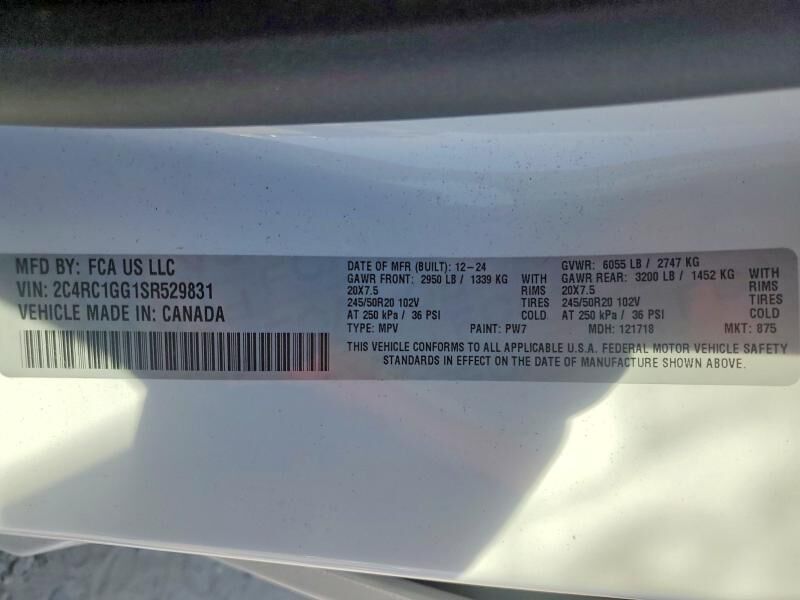 MFD BY: FCA US LLC
VIN: 2C4RC1GG1SR529831
VEHICLE MADE IN: CANADA
DATE OF MFR (BUILT): 12-24
GAWR FRONT: 2950 LB / 1339 KG WITH
20X7.5 RIMS
245/50R20 102V TIRES
AT 250 kPa / 36 PSI COLD
TYPE: MPV PAINT: PW7
GVWR: 6055 LB / 2747 KG
GAWR REAR: 3200 LB / 1452 KG WITH
20X7.5 RIMS
245/50R20 102V TIRES
AT 250 kPa / 36 PSI COLD
MDH: 121718 MKT: 875
THIS VEHICLE CONFORMS TO ALL APPLICABLE U.S.A. FEDERAL MOTOR VEHICLE SAFETY
STANDARDS IN EFFECT ON THE DATE OF MANUFACTURE SHOWN ABOVE.